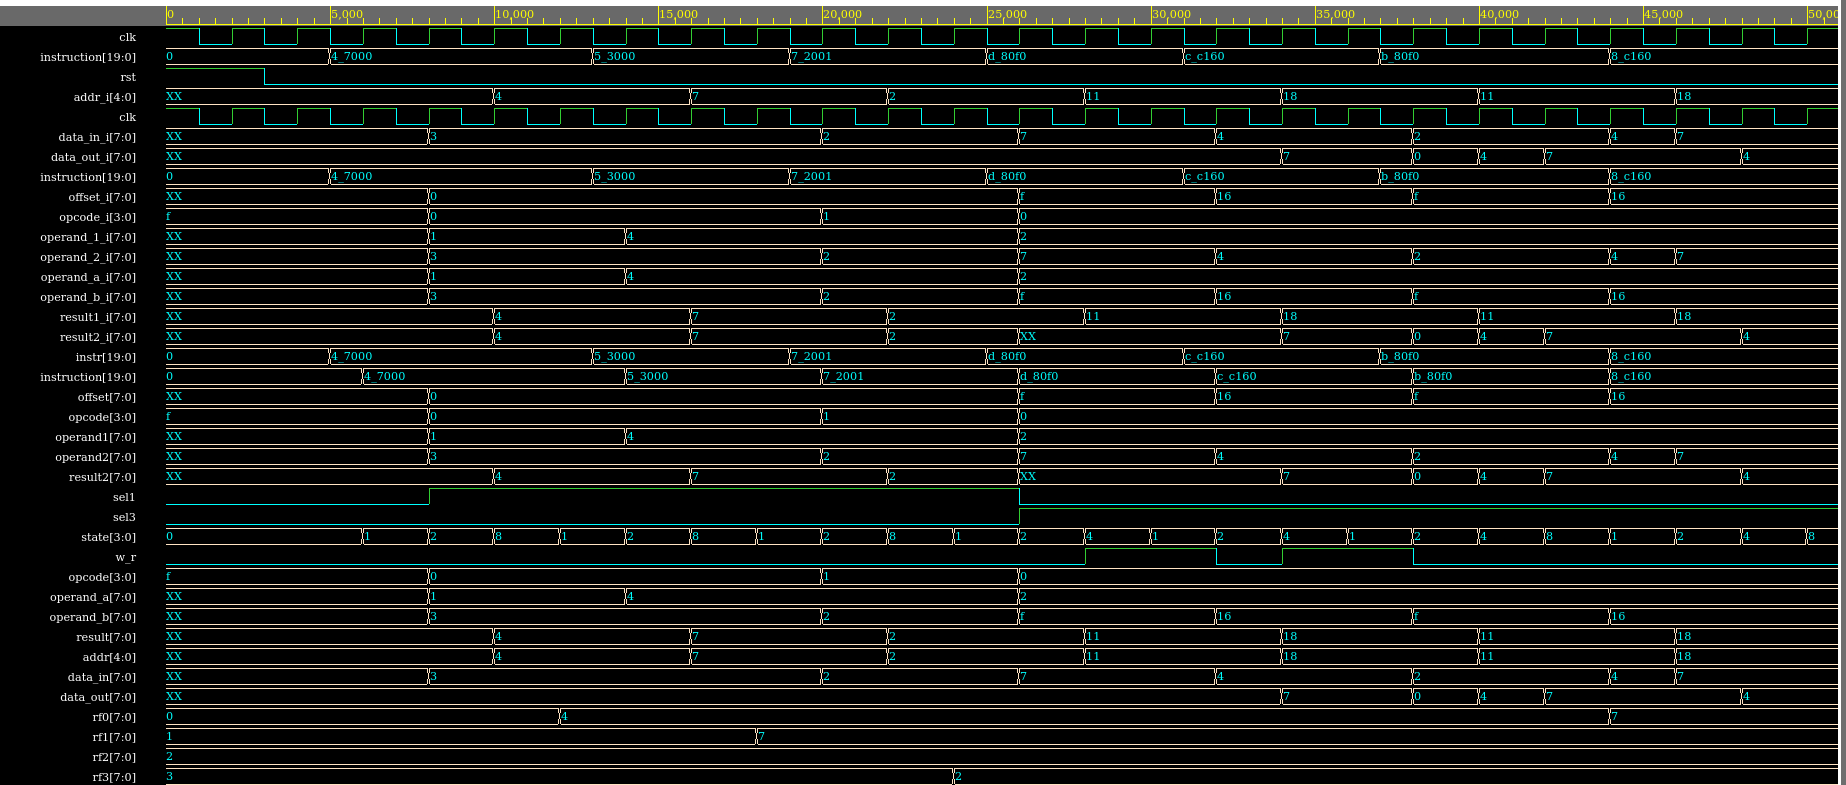 0 5,000 10,000 15,000 20,000 25,000 30,000 35,000 40,000 45,000 50,0
clk
instruction[19:0] 0 4_7000 5_3000 7_2001 d_80f0 c_c160 b_80f0 8_c160
rst
addr_i[4:0] XX 4 7 2 11 18 11 18
clk
data_in_i[7:0] XX 3 2 7 4 2 4 7
data_out_i[7:0] XX 7 0 4 7 4
instruction[19:0] 0 4_7000 5_3000 7_2001 d_80f0 c_c160 b_80f0 8_c160
offset_i[7:0] XX 0 f 16 f 16
opcode_i[3:0] f 0 1 0
operand_1_i[7:0] XX 1 4 2
operand_2_i[7:0] XX 3 2 7 4 2 4 7
operand_a_i[7:0] XX 1 4 2
operand_b_i[7:0] XX 3 2 f 16 f 16
result1_i[7:0] XX 4 7 2 11 18 11 18
result2_i[7:0] XX 4 7 2 XX 7 0 4 7 4
instr[19:0] 0 4_7000 5_3000 7_2001 d_80f0 c_c160 b_80f0 8_c160
instruction[19:0] 0 4_7000 5_3000 7_2001 d_80f0 c_c160 b_80f0 8_c160
offset[7:0] XX 0 f 16 f 16
opcode[3:0] f 0 1 0
operand1[7:0] XX 1 4 2
operand2[7:0] XX 3 2 7 4 2 4 7
result2[7:0] XX 4 7 2 XX 7 0 4 7 4
sel1
sel3
state[3:0] 0 1 2 8 1 2 8 1 2 8 1 2 4 1 2 4 1 2 4 8 1 2 4 8
w_r
opcode[3:0] f 0 1 0
operand_a[7:0] XX 1 4 2
operand_b[7:0] XX 3 2 f 16 f 16
result[7:0] XX 4 7 2 11 18 11 18
addr[4:0] XX 4 7 2 11 18 11 18
data_in[7:0] XX 3 2 7 4 2 4 7
data_out[7:0] XX 7 0 4 7 4
rf0[7:0] 0 4 7
rf1[7:0] 1 7
rf2[7:0] 2
rf3[7:0] 3 2